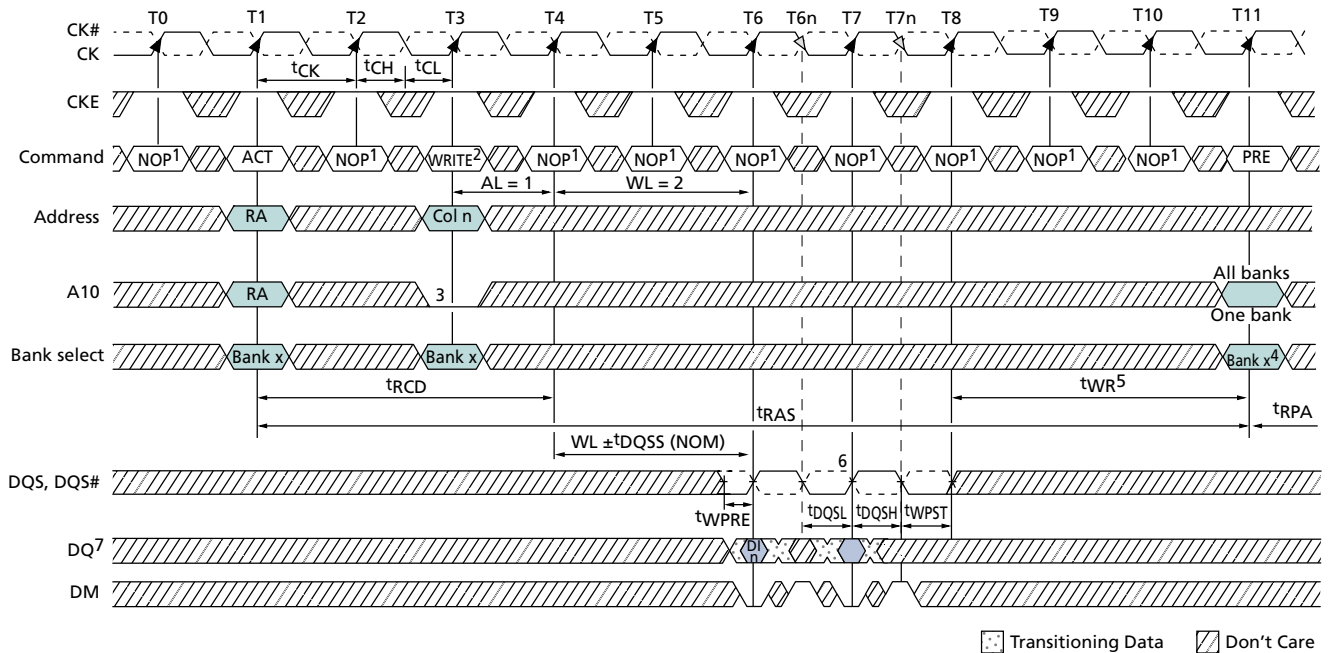 T0 T1 T2 T3 T4 T5 T6 T6n T7 T7n T8 T9 T10 T11
CK#
CK
tCK tCH tCL
CKE
Command NOP1 ACT NOP1 WRITE2 NOP1 NOP1 NOP1 NOP1 NOP1 NOP1 NOP1 PRE
AL = 1 WL = 2
Address RA Col n
All banks
A10 RA 3
One bank
Bank select Bank x Bank x Bank x4
tRCD tWR5
tRAS tRPA
WL ±tDQSS (NOM)
6
DQS, DQS#
tWPRE tDQSL tDQSH tWPST
DQ7 DI
n
DM
Transitioning Data Don't Care